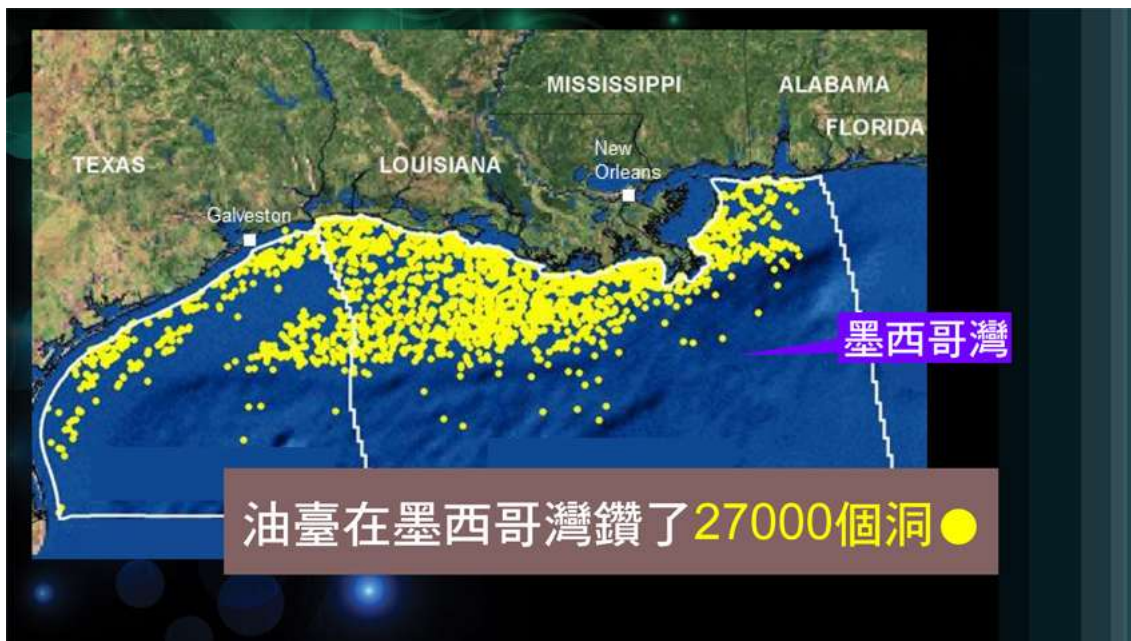 MISSISSIPPI
ALABAMA
FLORIDA
TEXAS
LOUISIANA
New
Orleans
Galveston
墨西哥灣
油臺在墨西哥灣鑽了27000個洞